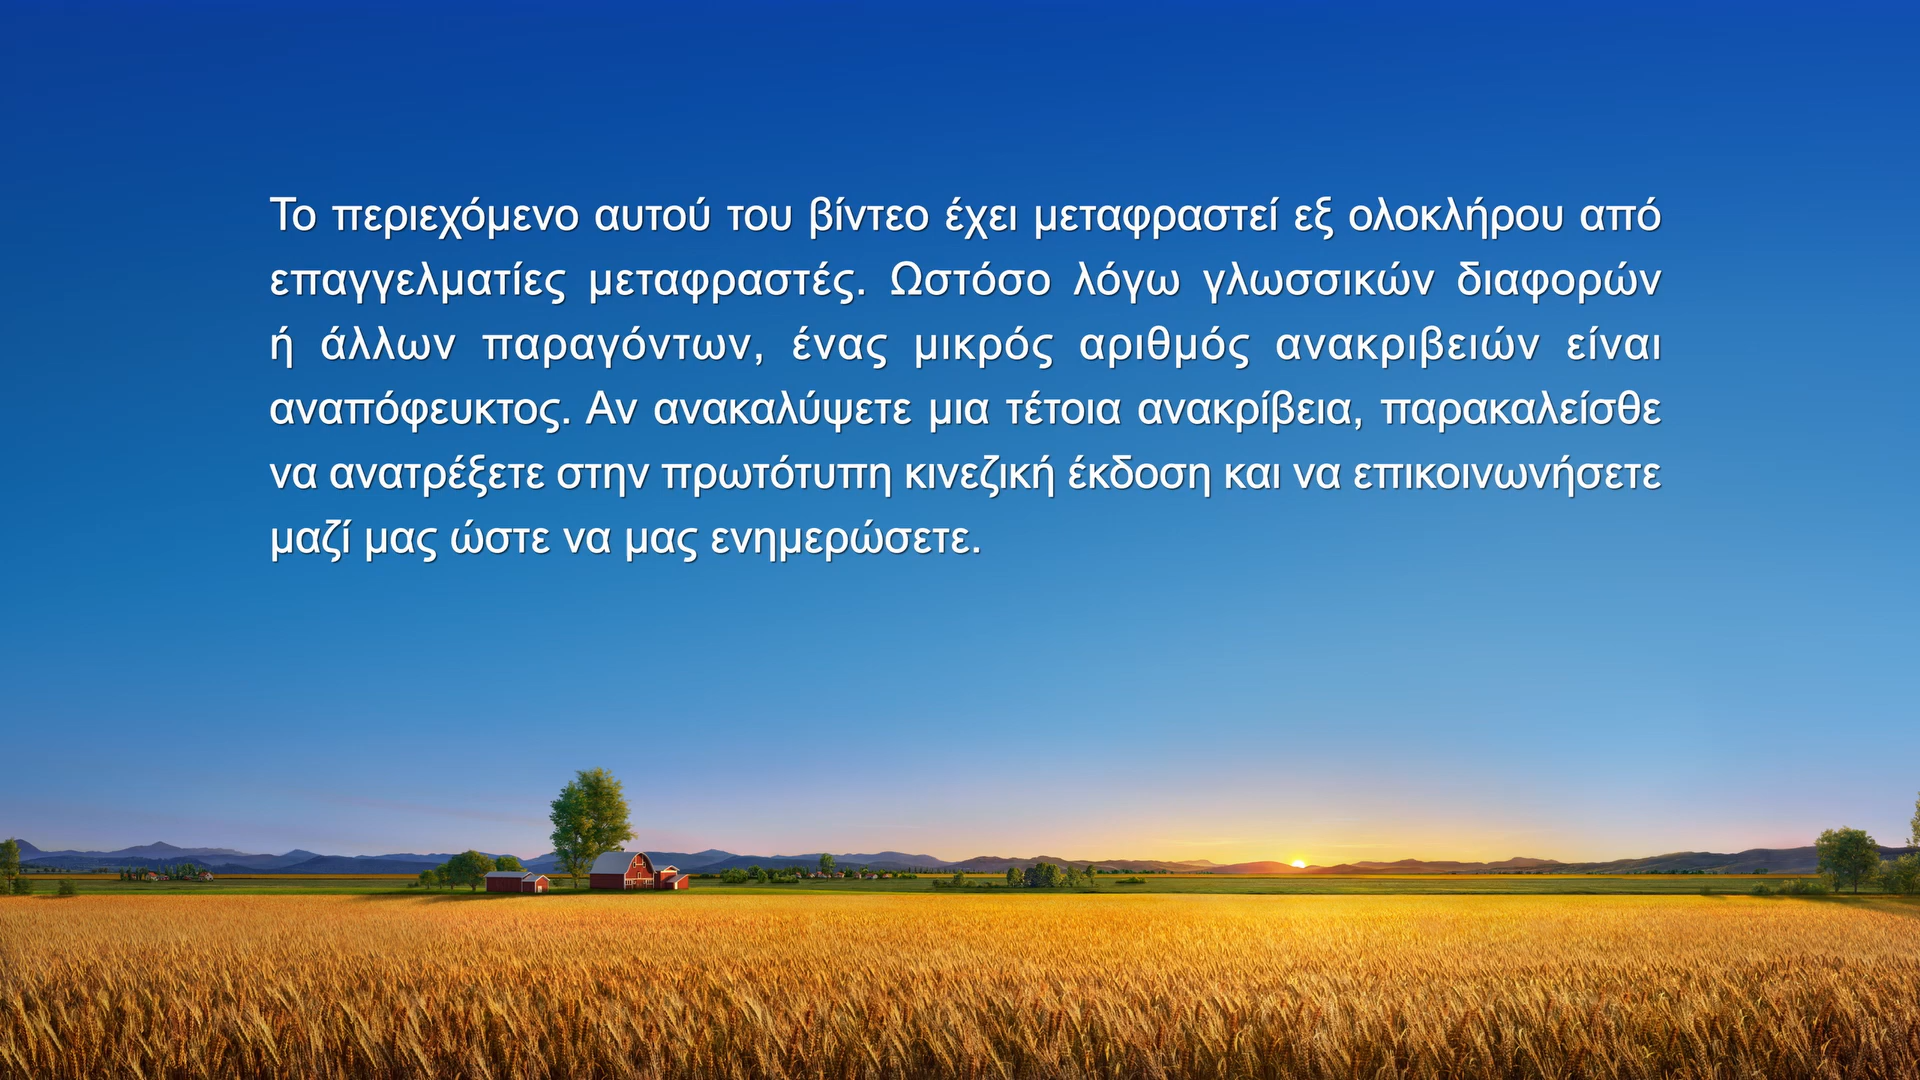 Το περιεχόμενο αυτού του βίντεο έχει μεταφραστεί εξ ολοκλήρου από
επαγγελματίες μεταφραστές. Ωστόσο λόγω γλωσσικών διαφορών
ή άλλων παραγόντων, ένας μικρός αριθμός ανακριβειών είναι
αναπόφευκτος. Αν ανακαλύψετε μια τέτοια ανακρίβεια, παρακαλείσθε
να ανατρέξετε στην πρωτότυπη κινεζική έκδοση και να επικοινωνήσετε
μαζί μας ώστε να μας ενημερώσετε.